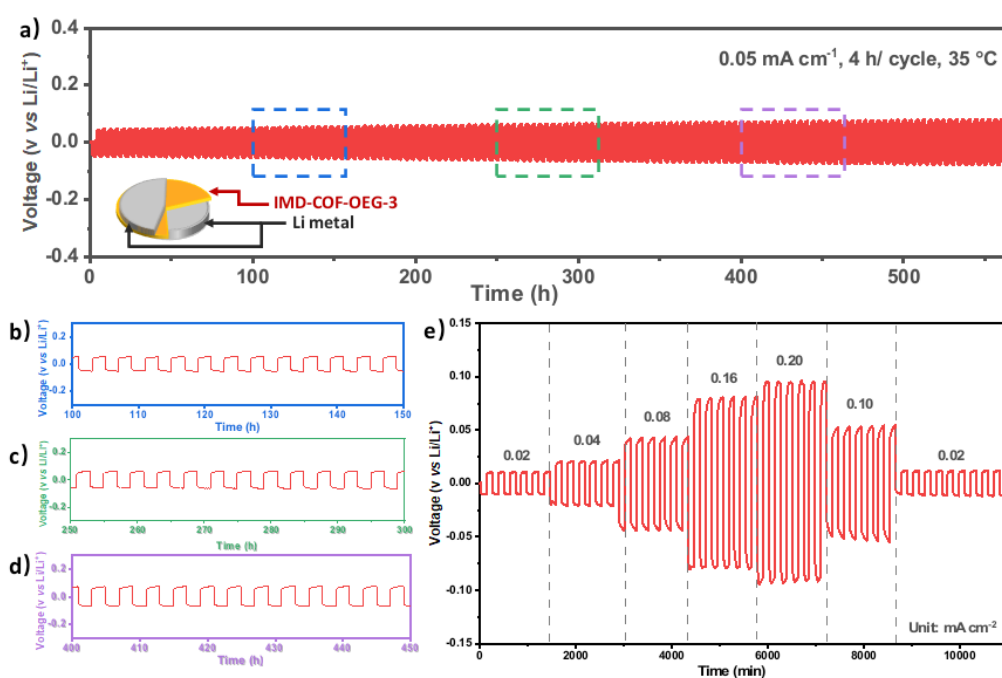 a)
0.05 mA cm⁻¹, 4 h/ cycle, 35 °C
Voltage (v vs Li/Li⁺)
0.4
0.2
0.0
-0.2
-0.4
IMD-COF-OEG-3
Li metal
0 100 200 300 400 500
Time (h)
b)
Voltage (v vs Li/Li⁺)
0.2
0.0
-0.2
100 110 120 130 140 150
Time (h)
c)
Voltage (v vs Li/Li⁺)
0.2
0.0
-0.2
250 260 270 280 290 300
Time (h)
d)
Voltage (v vs Li/Li⁺)
0.2
0.0
-0.2
400 410 420 430 440 450
Time (h)
e)
Voltage (v vs Li/Li⁺)
0.15
0.10
0.05
0.00
-0.05
-0.10
-0.15
0.02
0.04
0.08
0.16
0.20
0.10
0.02
Unit: mA cm⁻²
0 2000 4000 6000 8000 10000
Time (min)